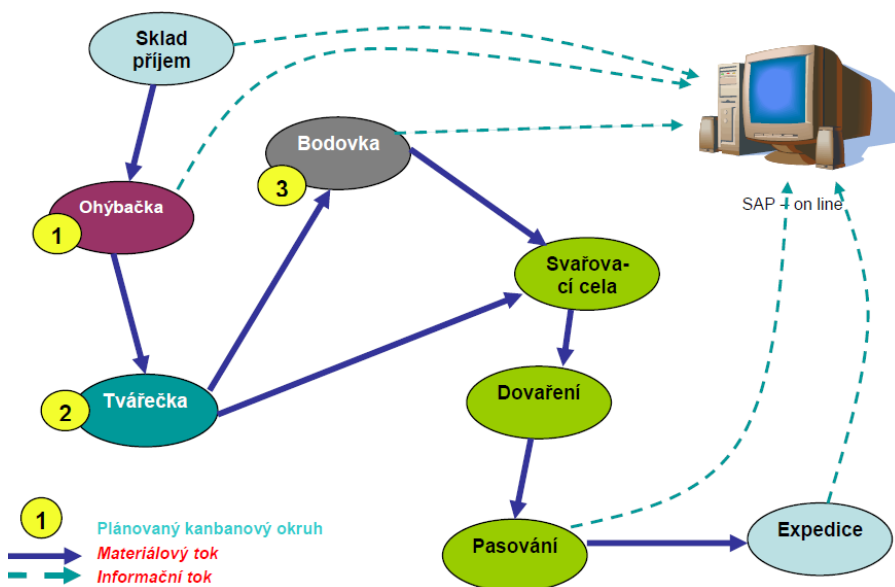 Sklad
příjem
Bodovka
3
Ohýbačka
1
SAP – on line
Svařova-
cí cela
Tvářečka
2
Dovaření
1
Plánovaný kanbanový okruh
Materiálový tok
Informační tok
Pasování
Expedice